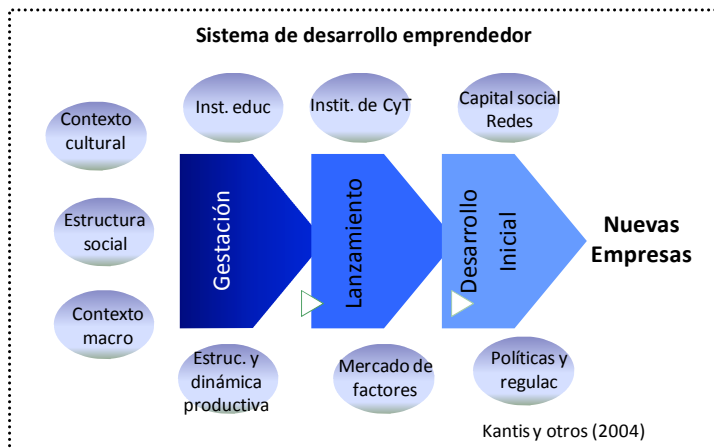 Sistema de desarrollo emprendedor
Inst. educ
Instit. de CyT
Capital social
Redes
Contexto
cultural
Estructura
social
Contexto
macro
Gestación
Lanzamiento
Desarrollo
Inicial
Nuevas
Empresas
Estruc. y
dinámica
productiva
Mercado de
factores
Políticas y
regulac
Kantis y otros (2004)